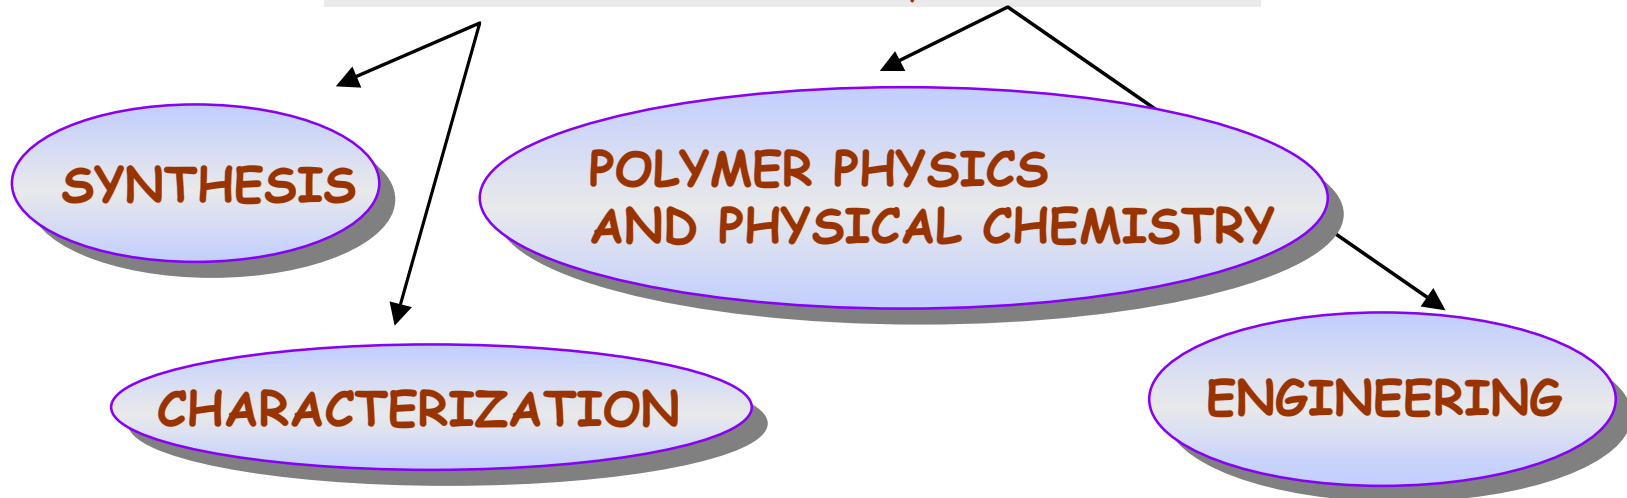 SYNTHESIS
POLYMER PHYSICS
AND PHYSICAL CHEMISTRY
CHARACTERIZATION
ENGINEERING